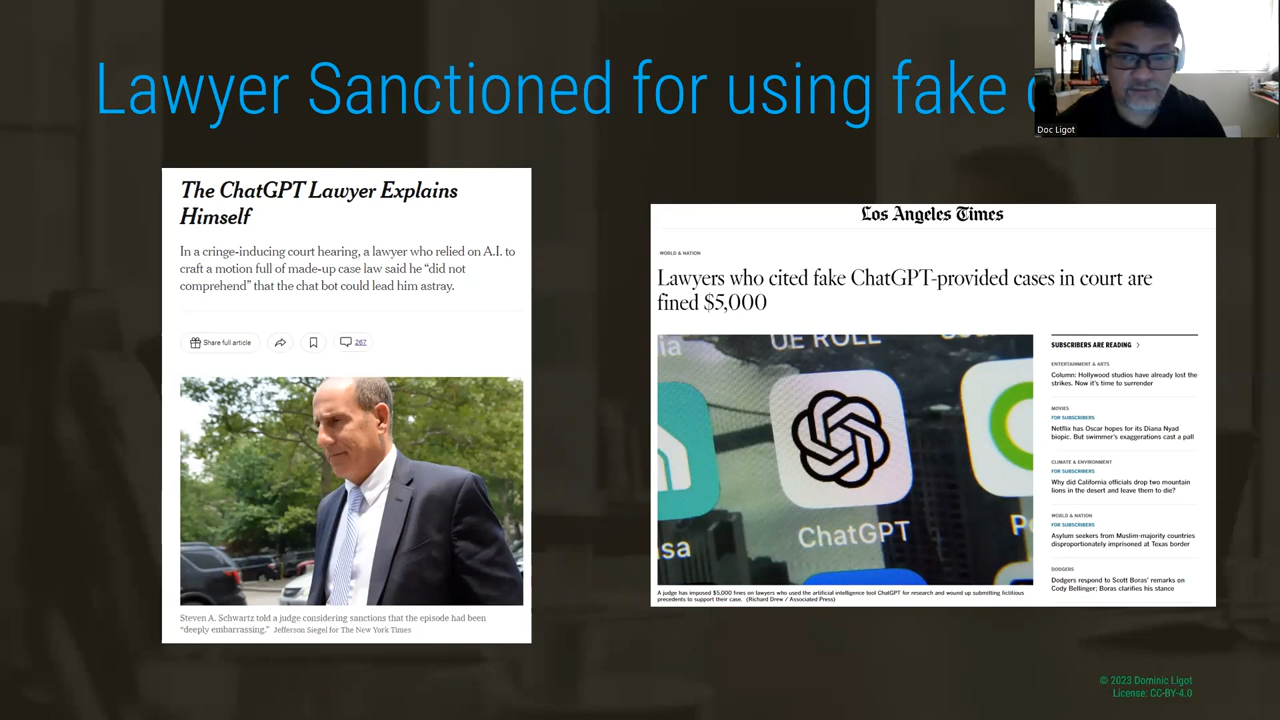 Lawyer Sanctioned for using fake
Doc Ligot
The ChatGPT Lawyer Explains
Himself
In a cringe-inducing court hearing, a lawyer who relied on A.I. to
craft a motion full of made-up case law said he “did not
comprehend” that the chat bot could lead him astray.
Share full article
267
Steven A. Schwartz told a judge considering sanctions that the episode had been
“deeply embarrassing.” Jefferson Siegel for The New York Times
Los Angeles Times
WORLD & NATION
Lawyers who cited fake ChatGPT-provided cases in court are
fined $5,000
UE ROLL
ChatGPT
A judge has imposed $5,000 fines on lawyers who used the artificial intelligence tool ChatGPT for research and wound up submitting fictitious
precedents to support their case. (Richard Drew / Associated Press)
SUBSCRIBERS ARE READING >
ENTERTAINMENT & ARTS
Column: Hollywood studios have already lost the
strikes. Now it's time to surrender
MOVIES
FOR SUBSCRIBERS
Netflix has Oscar hopes for its Diana Nyad
biopic. But swimmer's exaggerations cast a pall
CLIMATE & ENVIRONMENT
FOR SUBSCRIBERS
Why did California officials drop two mountain
lions in the desert and leave them to die?
WORLD & NATION
FOR SUBSCRIBERS
Asylum seekers from Muslim-majority countries
disproportionately imprisoned at Texas border
DODGERS
Dodgers respond to Scott Boras' remarks on
Cody Bellinger; Boras clarifies his stance
© 2023 Dominic Ligot
License: CC-BY-4.0